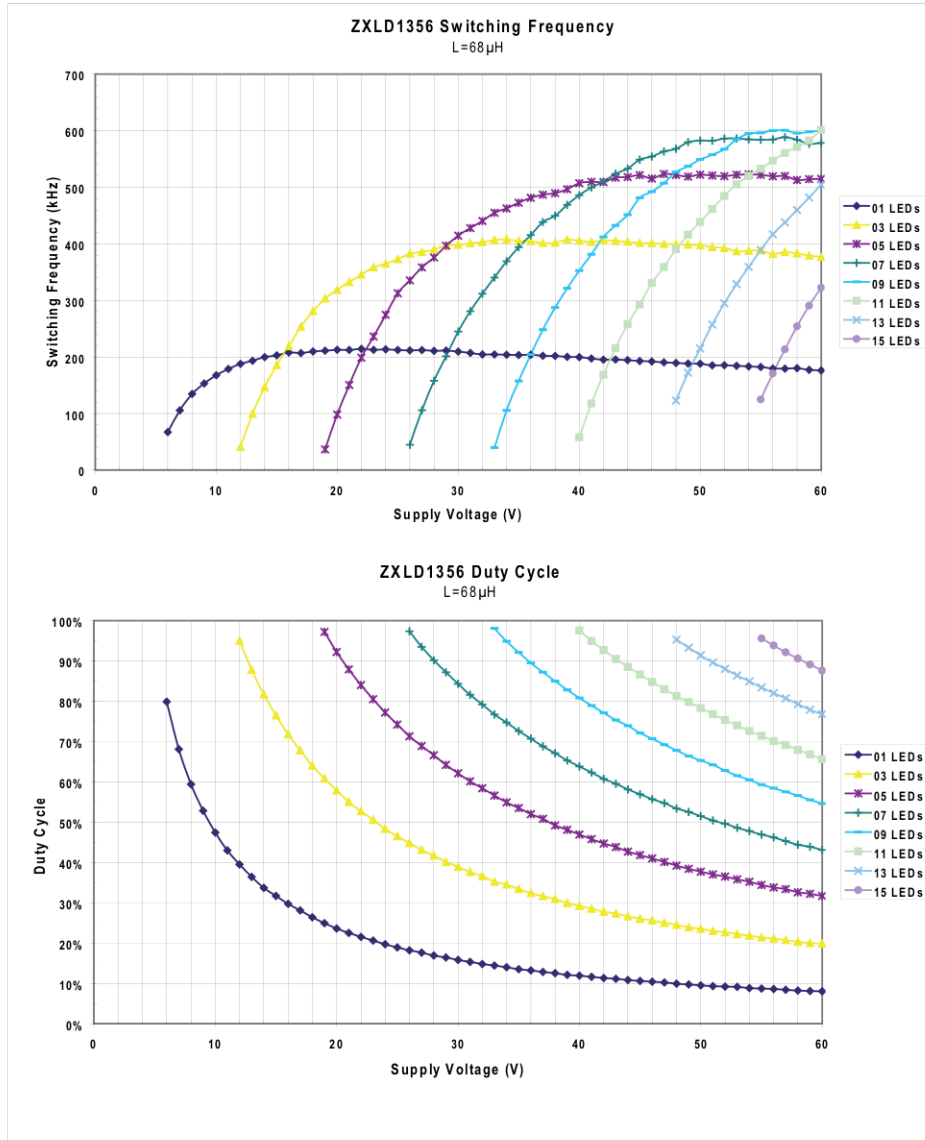 ZXLD1356 Switching Frequency
L=68µH
Switching Frequency (kHz)
700
600
500
400
300
200
100
0
0 10 20 30 40 50 60
Supply Voltage (V)
01 LEDs
03 LEDs
05 LEDs
07 LEDs
09 LEDs
11 LEDs
13 LEDs
15 LEDs
ZXLD1356 Duty Cycle
L=68µH
Duty Cycle
100%
90%
80%
70%
60%
50%
40%
30%
20%
10%
0%
0 10 20 30 40 50 60
Supply Voltage (V)
01 LEDs
03 LEDs
05 LEDs
07 LEDs
09 LEDs
11 LEDs
13 LEDs
15 LEDs